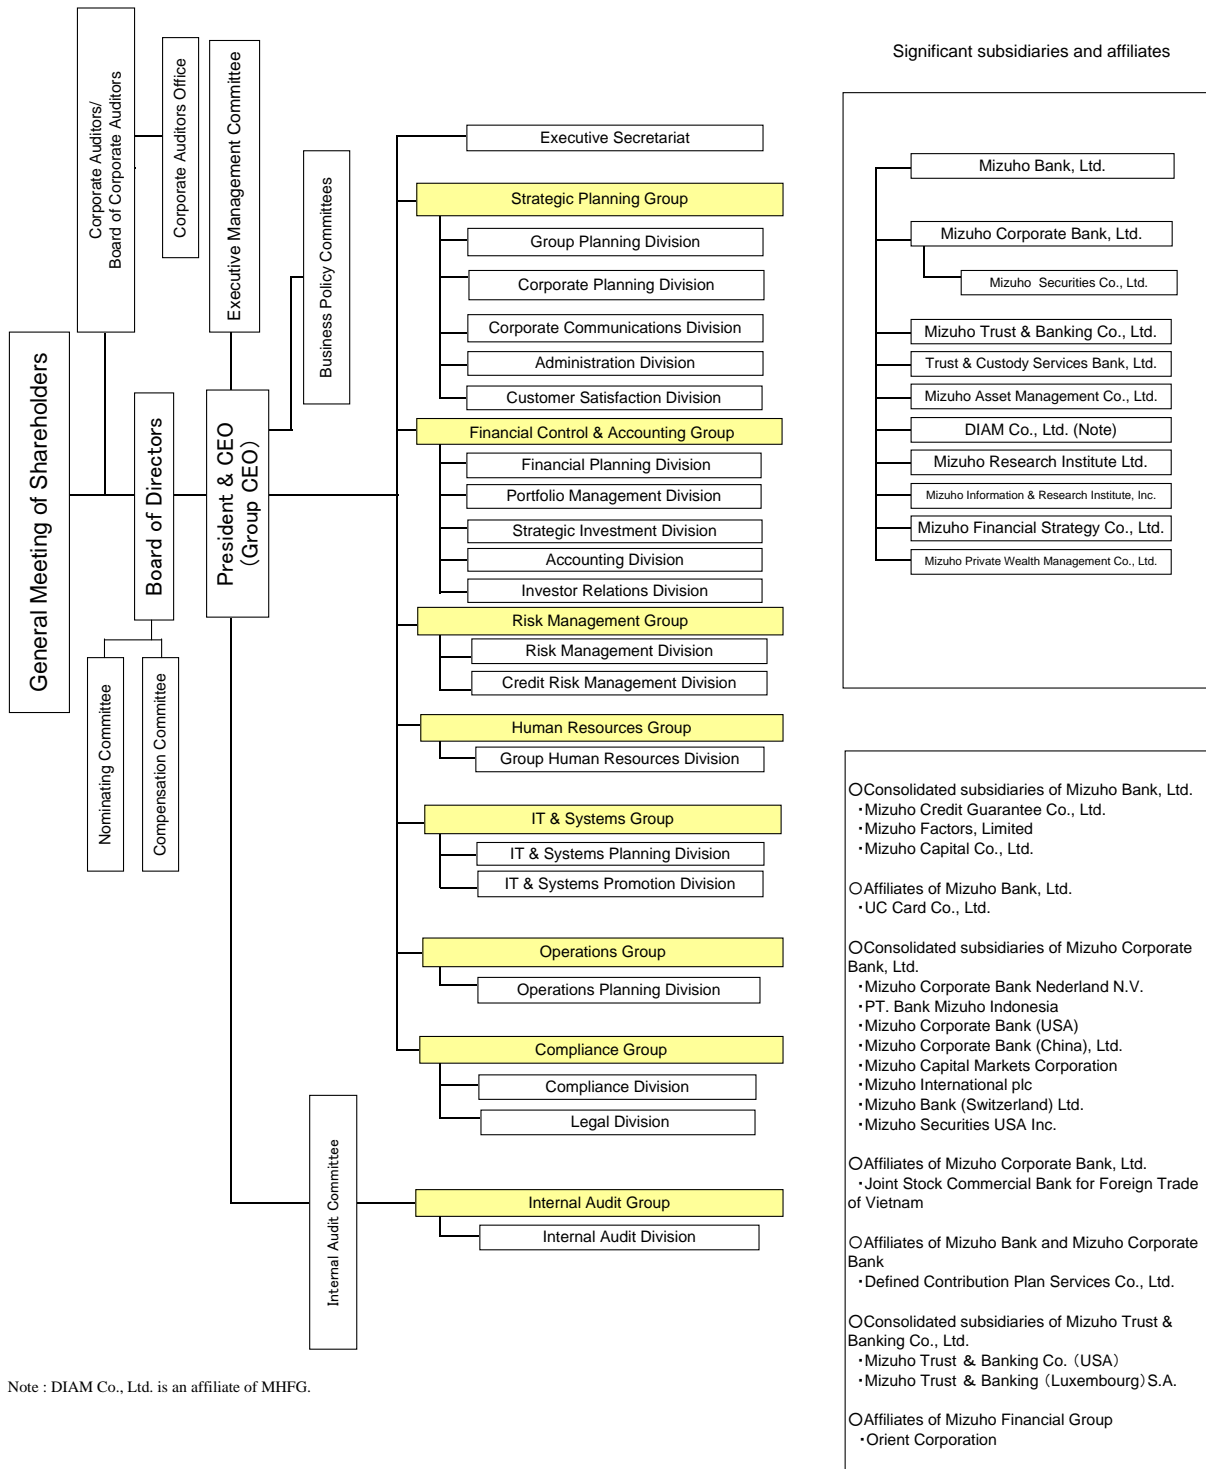 General Meeting of Shareholders
Corporate Auditors/
Board of Corporate Auditors
Corporate Auditors Office
Board of Directors
Nominating Committee
Compensation Committee
Executive Management Committee
President & CEO
(Group CEO)
Business Policy Committees
Internal Audit Committee
Executive Secretariat
Strategic Planning Group
Group Planning Division
Corporate Planning Division
Corporate Communications Division
Administration Division
Customer Satisfaction Division
Financial Control & Accounting Group
Financial Planning Division
Portfolio Management Division
Strategic Investment Division
Accounting Division
Investor Relations Division
Risk Management Group
Risk Management Division
Credit Risk Management Division
Human Resources Group
Group Human Resources Division
IT & Systems Group
IT & Systems Planning Division
IT & Systems Promotion Division
Operations Group
Operations Planning Division
Compliance Group
Compliance Division
Legal Division
Internal Audit Group
Internal Audit Division
Significant subsidiaries and affiliates
Mizuho Bank, Ltd.
Mizuho Corporate Bank, Ltd.
Mizuho Securities Co., Ltd.
Mizuho Trust & Banking Co., Ltd.
Trust & Custody Services Bank, Ltd.
Mizuho Asset Management Co., Ltd.
DIAM Co., Ltd. (Note)
Mizuho Research Institute Ltd.
Mizuho Information & Research Institute, Inc.
Mizuho Financial Strategy Co., Ltd.
Mizuho Private Wealth Management Co., Ltd.
○Consolidated subsidiaries of Mizuho Bank, Ltd.
・Mizuho Credit Guarantee Co., Ltd.
・Mizuho Factors, Limited
・Mizuho Capital Co., Ltd.
○Affiliates of Mizuho Bank, Ltd.
・UC Card Co., Ltd.
○Consolidated subsidiaries of Mizuho Corporate
Bank, Ltd.
・Mizuho Corporate Bank Nederland N.V.
・PT. Bank Mizuho Indonesia
・Mizuho Corporate Bank (USA)
・Mizuho Corporate Bank (China), Ltd.
・Mizuho Capital Markets Corporation
・Mizuho International plc
・Mizuho Bank (Switzerland) Ltd.
・Mizuho Securities USA Inc.
○Affiliates of Mizuho Corporate Bank, Ltd.
・Joint Stock Commercial Bank for Foreign Trade
of Vietnam
○Affiliates of Mizuho Bank and Mizuho Corporate
Bank
・Defined Contribution Plan Services Co., Ltd.
○Consolidated subsidiaries of Mizuho Trust &
Banking Co., Ltd.
・Mizuho Trust & Banking Co.（USA）
・Mizuho Trust & Banking（Luxembourg）S.A.
○Affiliates of Mizuho Financial Group
・Orient Corporation
Note : DIAM Co., Ltd. is an affiliate of MHFG.